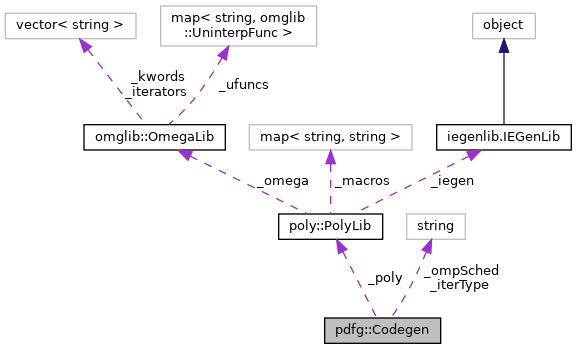 vector< string >
map< string, omglib
::UninterpFunc >
object
_kwords
_iterators
_ufuncs
omglib::OmegaLib
map< string, string >
iegenlib.IEGenLib
_omega
_macros
_iegen
poly::PolyLib
string
_poly
_ompSched
_iterType
pdfg::Codegen